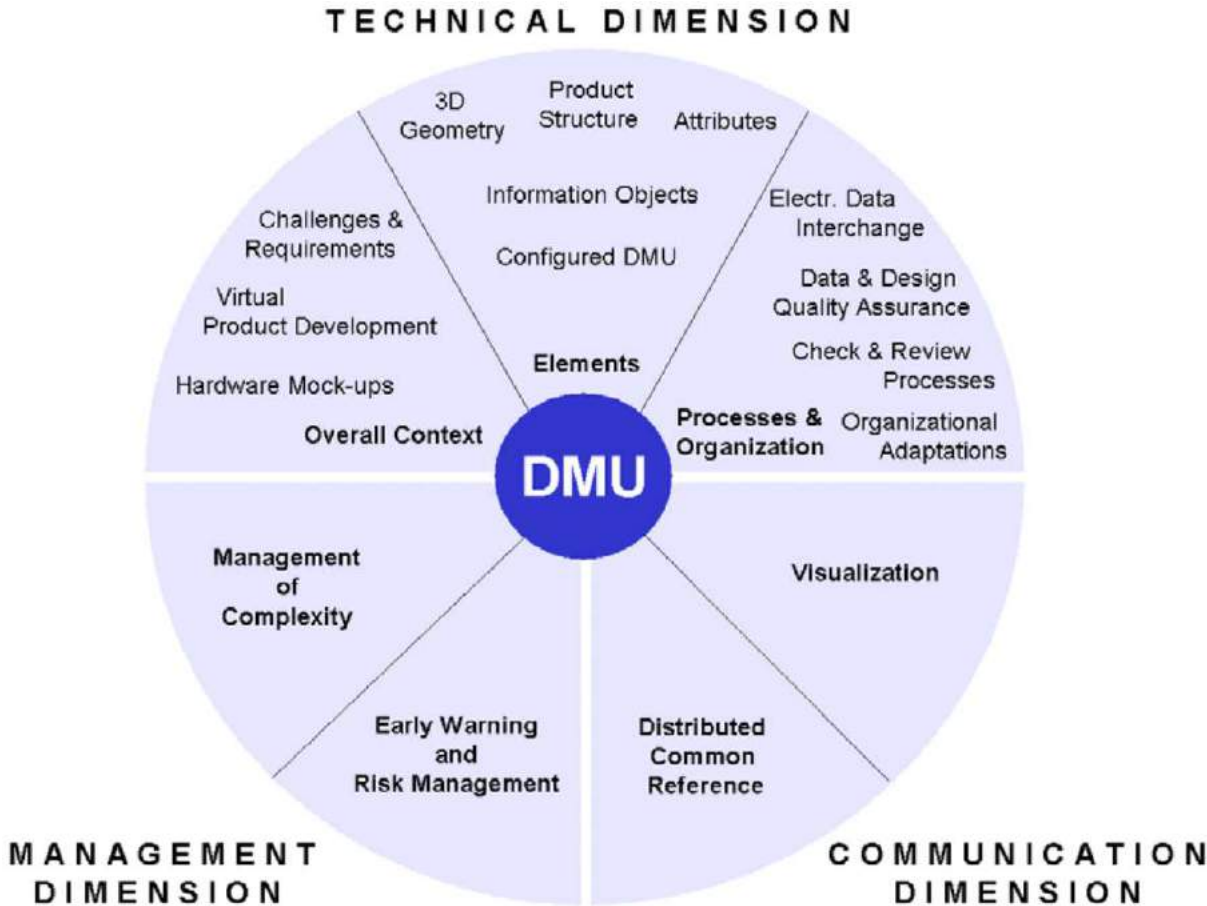 TECHNICAL DIMENSION
3D
Geometry
Product
Structure
Attributes
Information Objects
Configured DMU
Elements
Challenges &
Requirements
Virtual
Product Development
Hardware Mock-ups
Overall Context
Electr. Data
Interchange
Data & Design
Quality Assurance
Check & Review
Processes
Processes &
Organization
Organizational
Adaptations
DMU
Management
of
Complexity
Early Warning
and
Risk Management
Visualization
Distributed
Common
Reference
MANAGEMENT
DIMENSION
COMMUNICATION
DIMENSION